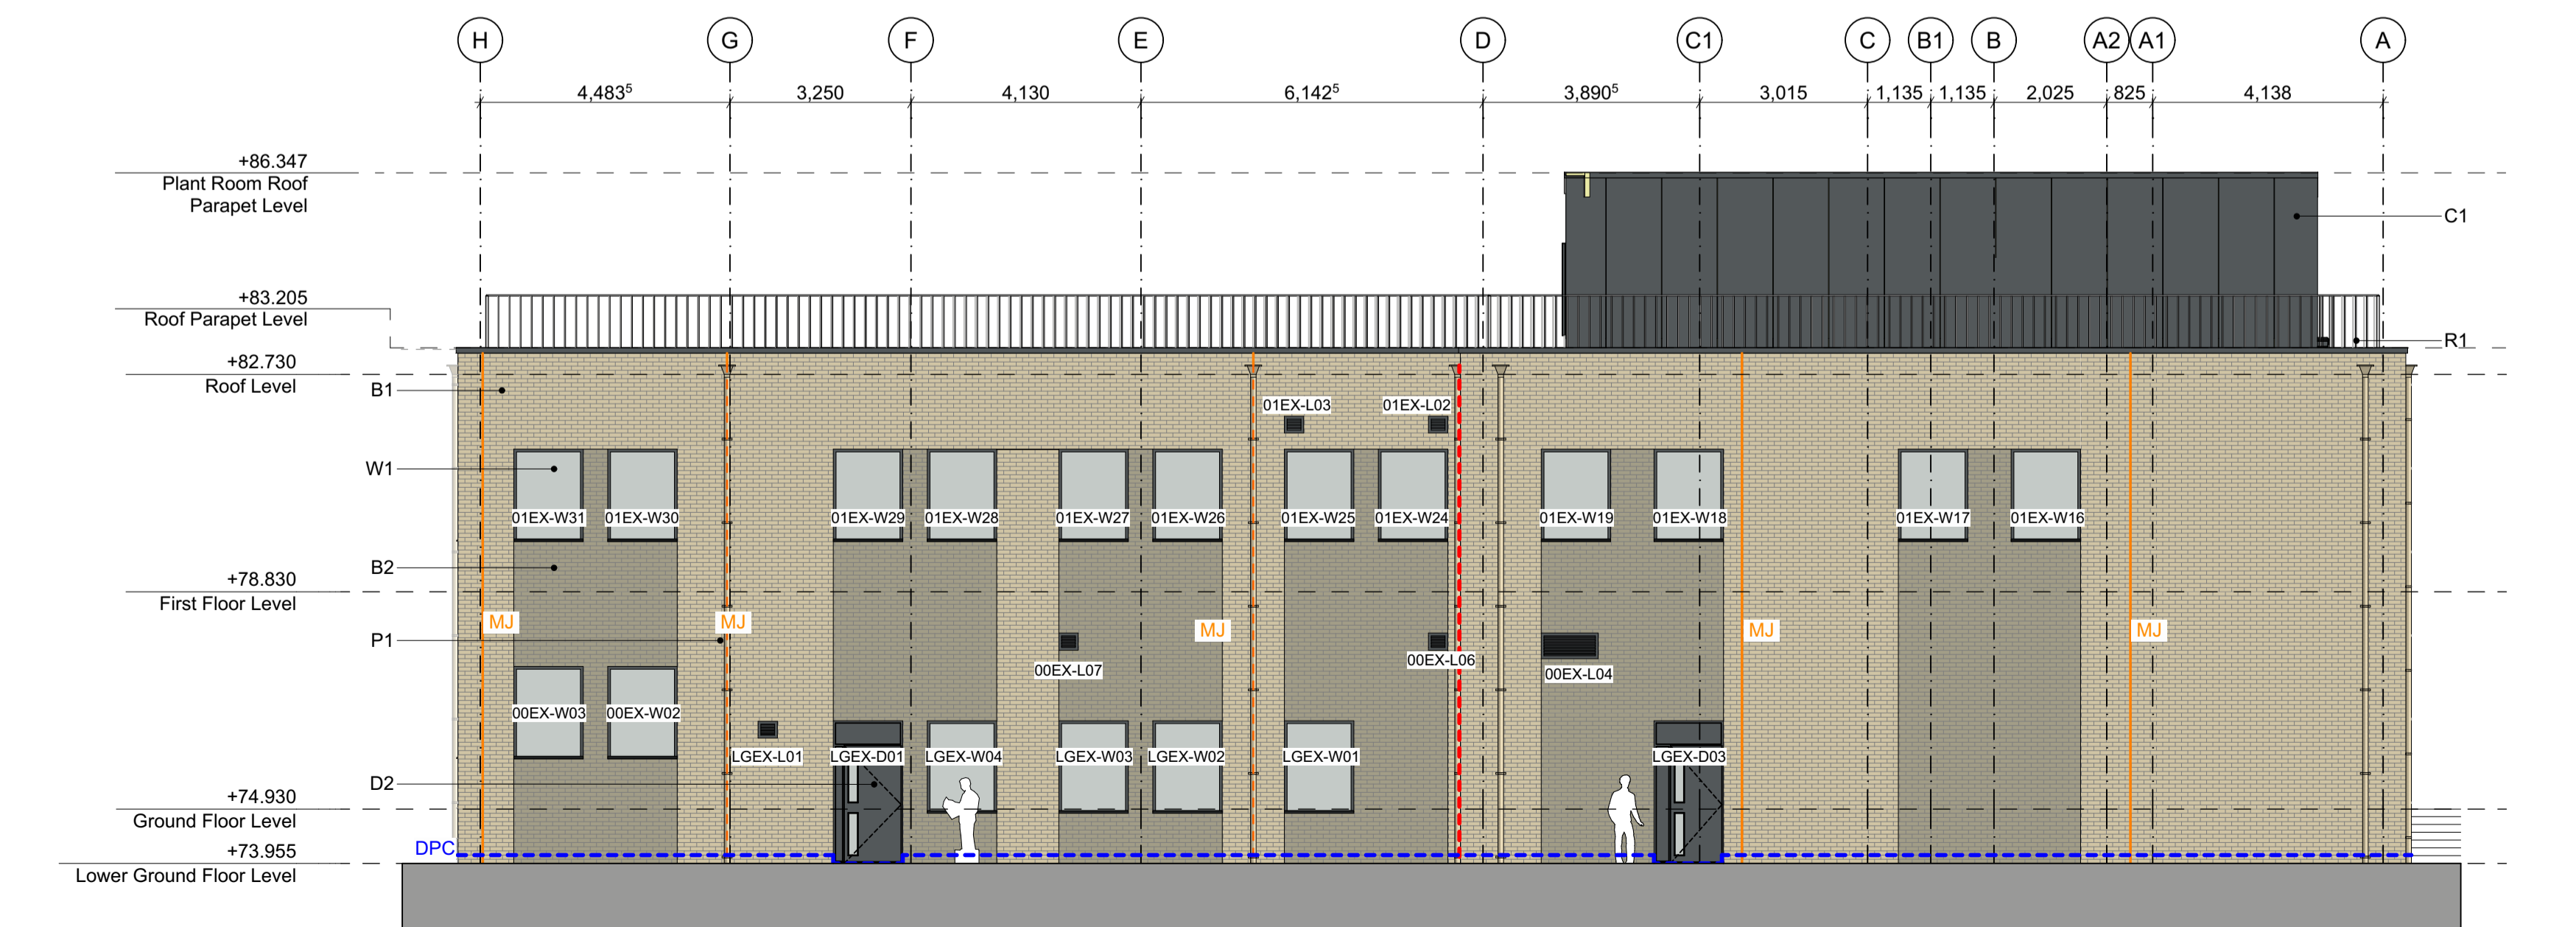 H G F E D C1 C B1 B A2 A1 A
4,483⁵ 3,250 4,130 6,142⁵ 3,890⁵ 3,015 1,135 1,135 2,025 825 4,138
+86.347
Plant Room Roof
Parapet Level
C1
+83.205
Roof Parapet Level
R1
+82.730
Roof Level
B1
01EX-L03 01EX-L02
W1
01EX-W31 01EX-W30 01EX-W29 01EX-W28 01EX-W27 01EX-W26 01EX-W25 01EX-W24 01EX-W19 01EX-W18 01EX-W17 01EX-W16
B2
+78.830
First Floor Level
MJ MJ MJ MJ MJ
P1
00EX-L07 00EX-L06 00EX-L04
00EX-W03 00EX-W02
LGEX-L01 LGEX-D01 LGEX-W04 LGEX-W03 LGEX-W02 LGEX-W01 LGEX-D03
D2
+74.930
Ground Floor Level
DPC
+73.955
Lower Ground Floor Level